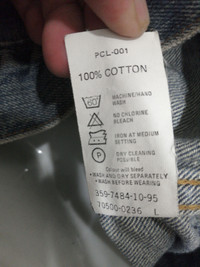 PCL-001
100% COTTON
MACHINE/HAND
WASH
NO CHLORINE
BLEACH
IRON AT MEDIUM
SETTING
P
DRY CLEANING
POSSIBLE
Colour will bleed
• WASH AND DRY SEPARATELY
• WASH BEFORE WEARING
359-7484-10-95
70500-0236 L